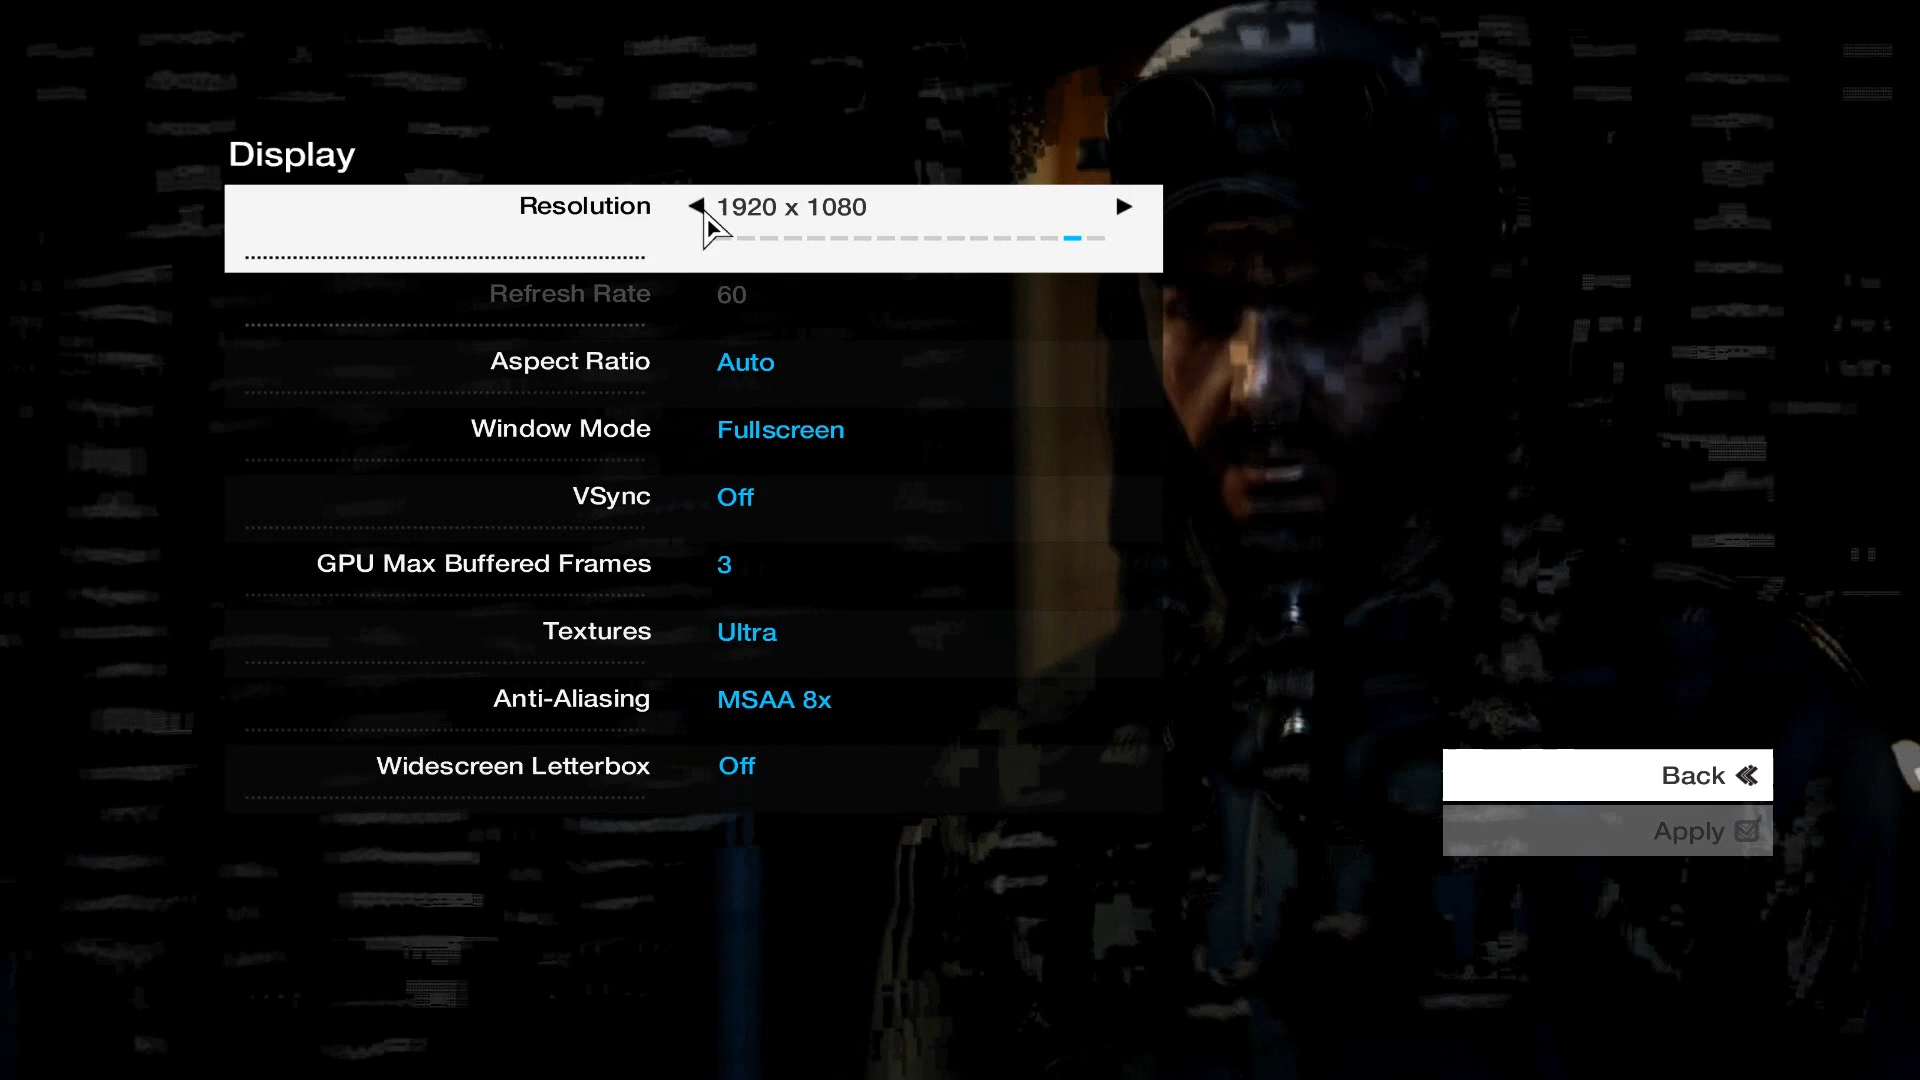 Display
Resolution 1920 x 1080
Refresh Rate 60
Aspect Ratio Auto
Window Mode Fullscreen
VSync Off
GPU Max Buffered Frames 3
Textures Ultra
Anti-Aliasing MSAA 8x
Widescreen Letterbox Off
Back
Apply